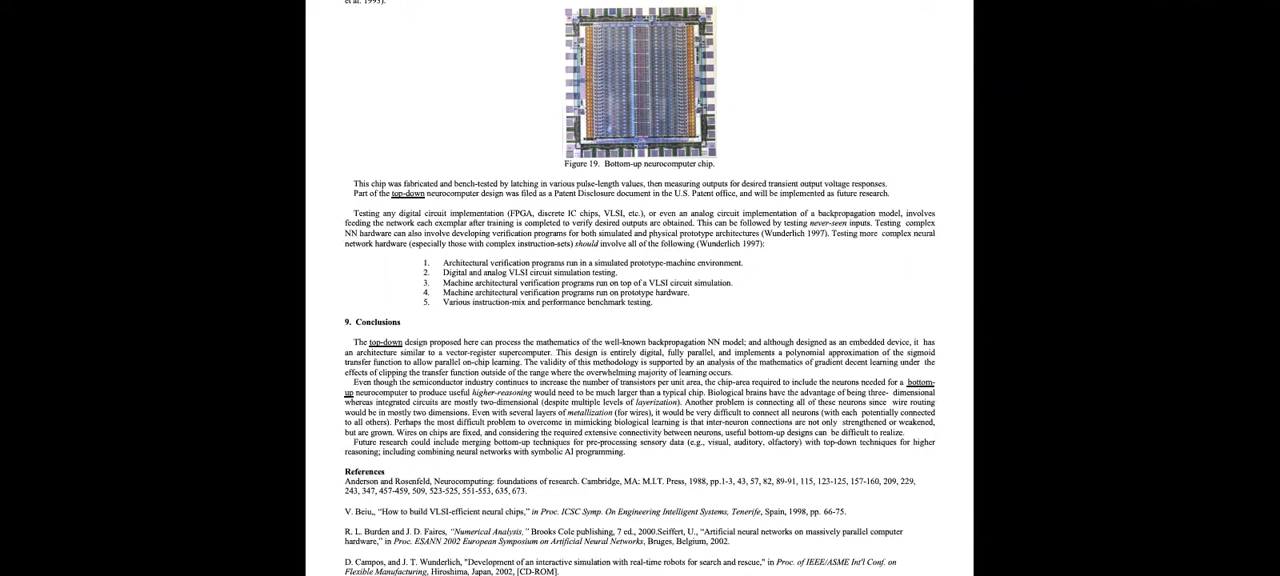 et al. 1993).
Figure 19. Bottom-up neurocomputer chip.
This chip was fabricated and bench-tested by latching in various pulse-length values, then measuring outputs for desired transient output voltage responses.
Part of the top-down neurocomputer design was filed as a Patent Disclosure document in the U.S. Patent office, and will be implemented as future research.
Testing any digital circuit implementation (FPGA, discrete IC chips, VLSI, etc.), or even an analog circuit implementation of a backpropagation model, involves
feeding the network each exemplar after training is completed to verify desired outputs are obtained. This can be followed by testing never-seen inputs. Testing complex
NN hardware can also involve developing verification programs for both simulated and physical prototype architectures (Wunderlich 1997). Testing more complex neural
network hardware (especially those with complex instruction-sets) should involve all of the following (Wunderlich 1997):
1. Architectural verification programs run in a simulated prototype-machine environment.
2. Digital and analog VLSI circuit simulation testing.
3. Machine architectural verification programs run on top of a VLSI circuit simulation.
4. Machine architectural verification programs run on prototype hardware.
5. Various instruction-mix and performance benchmark testing.
9. Conclusions
The top-down design proposed here can process the mathematics of the well-known backpropagation NN model; and although designed as an embedded device, it has
an architecture similar to a vector-register supercomputer. This design is entirely digital, fully parallel, and implements a polynomial approximation of the sigmoid
transfer function to allow parallel on-chip learning. The validity of this methodology is supported by an analysis of the mathematics of gradient decent learning under the
effects of clipping the transfer function outside of the range where the overwhelming majority of learning occurs.
Even though the semiconductor industry continues to increase the number of transistors per unit area, the chip-area required to include the neurons needed for a bottom-
up neurocomputer to produce useful higher-reasoning would need to be much larger than a typical chip. Biological brains have the advantage of being three- dimensional
whereas integrated circuits are mostly two-dimensional (despite multiple levels of layerization). Another problem is connecting all of these neurons since wire routing
would be in mostly two dimensions. Even with several layers of metallization (for wires), it would be very difficult to connect all neurons (with each potentially connected
to all others). Perhaps the most difficult problem to overcome in mimicking biological learning is that inter-neuron connections are not only strengthened or weakened,
but are grown. Wires on chips are fixed, and considering the required extensive connectivity between neurons, useful bottom-up designs can be difficult to realize.
Future research could include merging bottom-up techniques for pre-processing sensory data (e.g., visual, auditory, olfactory) with top-down techniques for higher
reasoning; including combining neural networks with symbolic AI programming.
References
Anderson and Rosenfeld, Neurocomputing: foundations of research. Cambridge, MA: M.I.T. Press, 1988, pp.1-3, 43, 57, 82, 89-91, 115, 123-125, 157-160, 209, 229,
243, 347, 457-459, 509, 523-525, 551-553, 635, 673.
V. Beiu,, “How to build VLSI-efficient neural chips,” in Proc. ICSC Symp. On Engineering Intelligent Systems, Tenerife, Spain, 1998, pp. 66-75.
R. L. Burden and J. D. Faires, “Numerical Analysis,” Brooks Cole publishing, 7 ed., 2000.Seiffert, U., “Artificial neural networks on massively parallel computer
hardware,” in Proc. ESANN 2002 European Symposium on Artificial Neural Networks, Bruges, Belgium, 2002.
D. Campos, and J. T. Wunderlich, "Development of an interactive simulation with real-time robots for search and rescue," in Proc. of IEEE/ASME Int'l Conf. on
Flexible Manufacturing, Hiroshima, Japan, 2002, [CD-ROM].